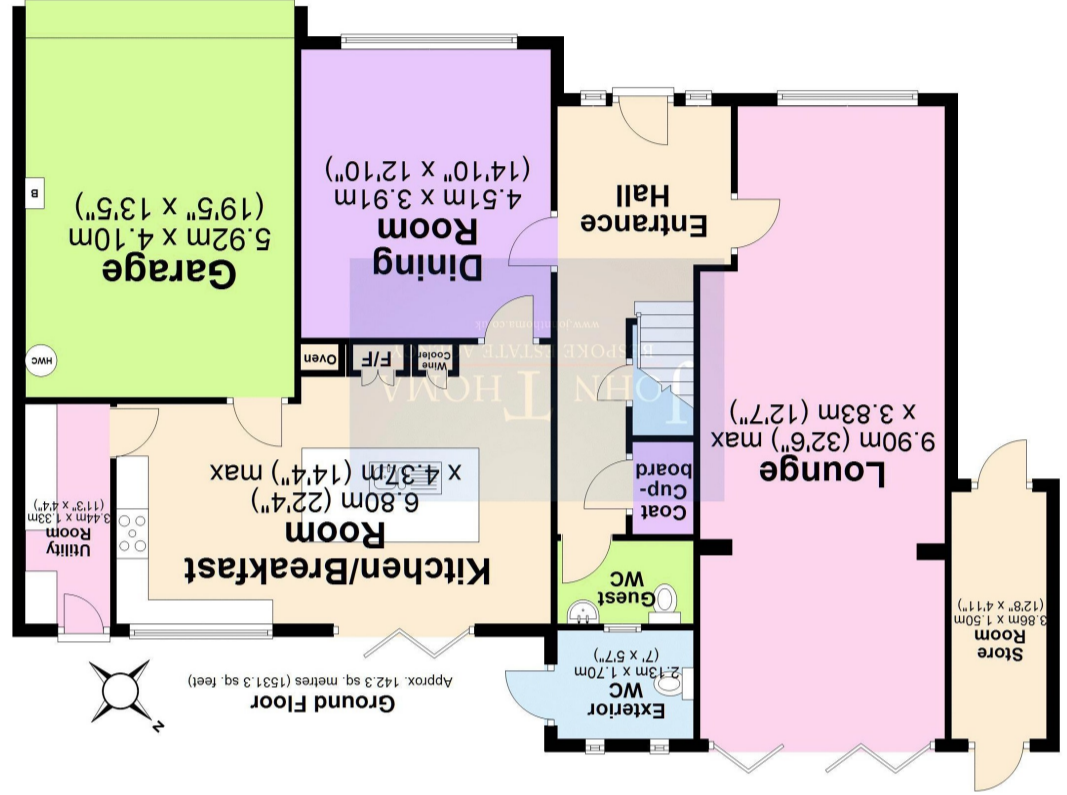 Ground Floor
Approx. 142.3 sq. metres (1531.3 sq. feet)
N
Store
Room
3.86m x 1.50m
(12'8" x 4'11")
Exterior
WC
2.13m x 1.70m
(7' x 5'7")
Guest
WC
Kitchen/Breakfast
Room
6.80m (22'4")
x 4.37m (14'4") max
Utility
Room
3.44m x 1.33m
(11'3" x 4'4")
Lounge
9.90m (32'6") max
x 3.83m (12'7")
Coat
Cup-
board
JOHN THOMA
BESPOKE ESTATE AGENCY
www.johnthoma.co.uk
Wine
Cooler
F/F
Oven
HWC
Entrance
Hall
Dining
Room
4.51m x 3.91m
(14'10" x 12'10")
Garage
5.92m x 4.10m
(19'5" x 13'5")
B